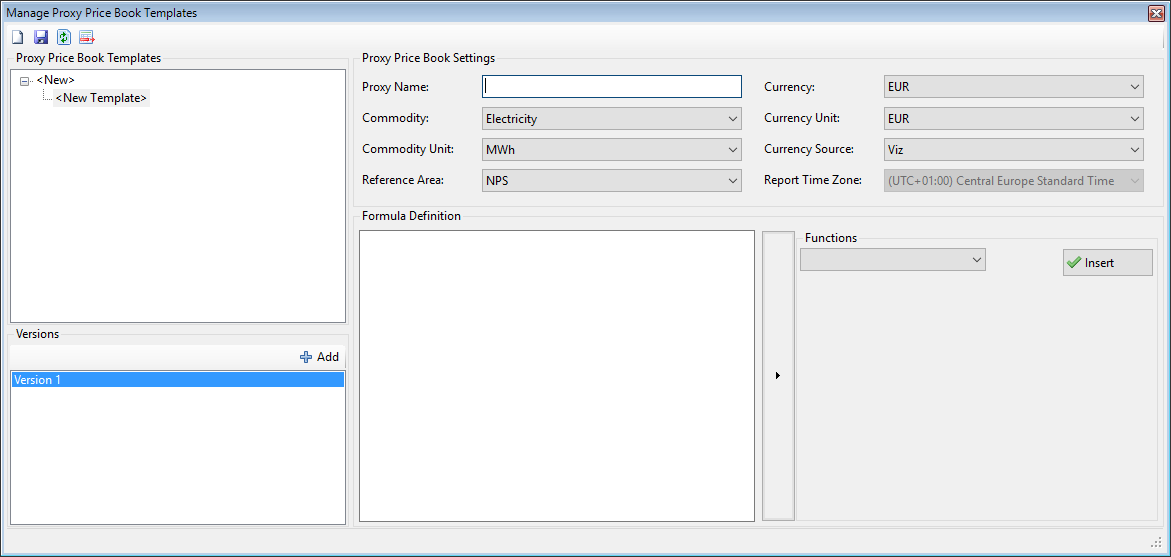 Manage Proxy Price Book Templates
Proxy Price Book Templates
<New>
<New Template>
Versions
Add
Version 1
Proxy Price Book Settings
Proxy Name:
Commodity: Electricity
Commodity Unit: MWh
Reference Area: NPS
Currency: EUR
Currency Unit: EUR
Currency Source: Viz
Report Time Zone: (UTC+01:00) Central Europe Standard Time
Formula Definition
Functions
Insert